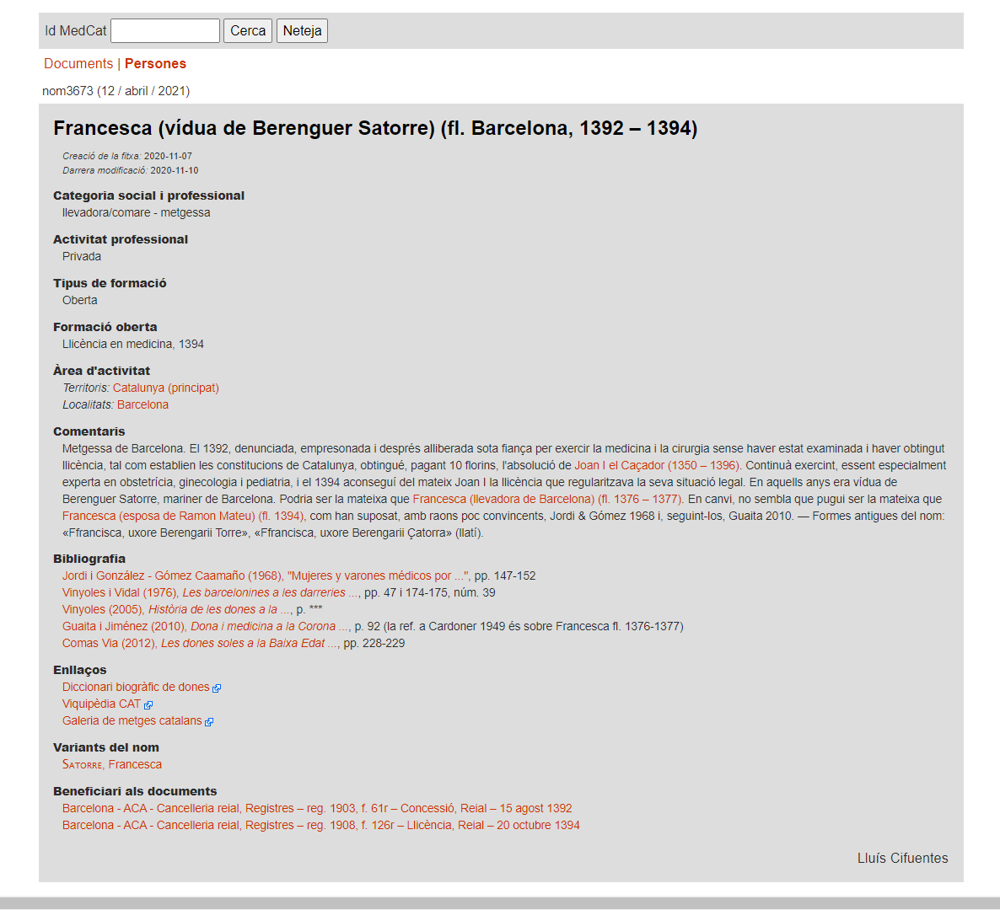 Id MedCat Cerca Neteja
Documents | Persones
nom3673 (12 / abril / 2021)
Francesca (vídua de Berenguer Satorre) (fl. Barcelona, 1392 – 1394)
Creació de la fitxa: 2020-11-07
Darrera modificació: 2020-11-10
Categoria social i professional
llevadora/comare - metgessa
Activitat professional
Privada
Tipus de formació
Oberta
Formació oberta
Llicència en medicina, 1394
Àrea d'activitat
Territoris: Catalunya (principat)
Localitats: Barcelona
Comentaris
Metgessa de Barcelona. El 1392, denunciada, empresonada i després alliberada sota fiança per exercir la medicina i la cirurgia sense haver estat examinada i haver obtingut
llicència, tal com establien les constitucions de Catalunya, obtingué, pagant 10 florins, l'absolució de Joan I el Caçador (1350 – 1396). Continuà exercint, essent especialment
experta en obstetrícia, ginecologia i pediatria, i el 1394 aconseguí del mateix Joan I la llicència que regularitzava la seva situació legal. En aquells anys era vídua de
Berenguer Satorre, mariner de Barcelona. Podria ser la mateixa que Francesca (llevadora de Barcelona) (fl. 1376 – 1377). En canvi, no sembla que pugui ser la mateixa que
Francesca (esposa de Ramon Mateu) (fl. 1394), com han suposat, amb raons poc convincents, Jordi & Gómez 1968 i, seguint-los, Guaita 2010. — Formes antigues del nom:
«Ffrancisca, uxore Berengarii Torre», «Ffrancisca, uxore Berengarii Çatorra» (llatí).
Bibliografia
Jordi i González - Gómez Caamaño (1968), "Mujeres y varones médicos por ...", pp. 147-152
Vinyoles i Vidal (1976), Les barcelonines a les darreries ..., pp. 47 i 174-175, núm. 39
Vinyoles (2005), Història de les dones a la ..., p. ***
Guaita i Jiménez (2010), Dona i medicina a la Corona ..., p. 92 (la ref. a Cardoner 1949 és sobre Francesca fl. 1376-1377)
Comas Via (2012), Les dones soles a la Baixa Edat ..., pp. 228-229
Enllaços
Diccionari biogràfic de dones
Viquipèdia CAT
Galeria de metges catalans
Variants del nom
Satorre, Francesca
Beneficiari als documents
Barcelona - ACA - Cancelleria reial, Registres – reg. 1903, f. 61r – Concessió, Reial – 15 agost 1392
Barcelona - ACA - Cancelleria reial, Registres – reg. 1908, f. 126r – Llicència, Reial – 20 octubre 1394
Lluís Cifuentes